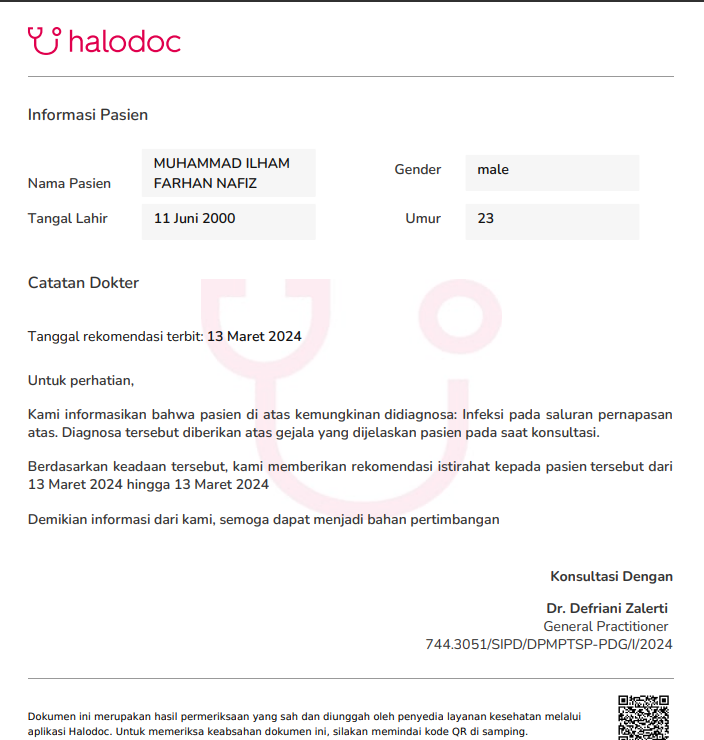 halodoc
Informasi Pasien
Nama Pasien
MUHAMMAD ILHAM
FARHAN NAFIZ
Gender
male
Tangal Lahir
11 Juni 2000
Umur
23
Catatan Dokter
Tanggal rekomendasi terbit: 13 Maret 2024
Untuk perhatian,
Kami informasikan bahwa pasien di atas kemungkinan didiagnosa: Infeksi pada saluran pernapasan
atas. Diagnosa tersebut diberikan atas gejala yang dijelaskan pasien pada saat konsultasi.
Berdasarkan keadaan tersebut, kami memberikan rekomendasi istirahat kepada pasien tersebut dari
13 Maret 2024 hingga 13 Maret 2024
Demikian informasi dari kami, semoga dapat menjadi bahan pertimbangan
Konsultasi Dengan
Dr. Defriani Zalerti
General Practitioner
744.3051/SIPD/DPMPTSP-PDG/I/2024
Dokumen ini merupakan hasil permeriksaan yang sah dan diunggah oleh penyedia layanan kesehatan melalui
aplikasi Halodoc. Untuk memeriksa keabsahan dokumen ini, silakan memindai kode QR di samping.